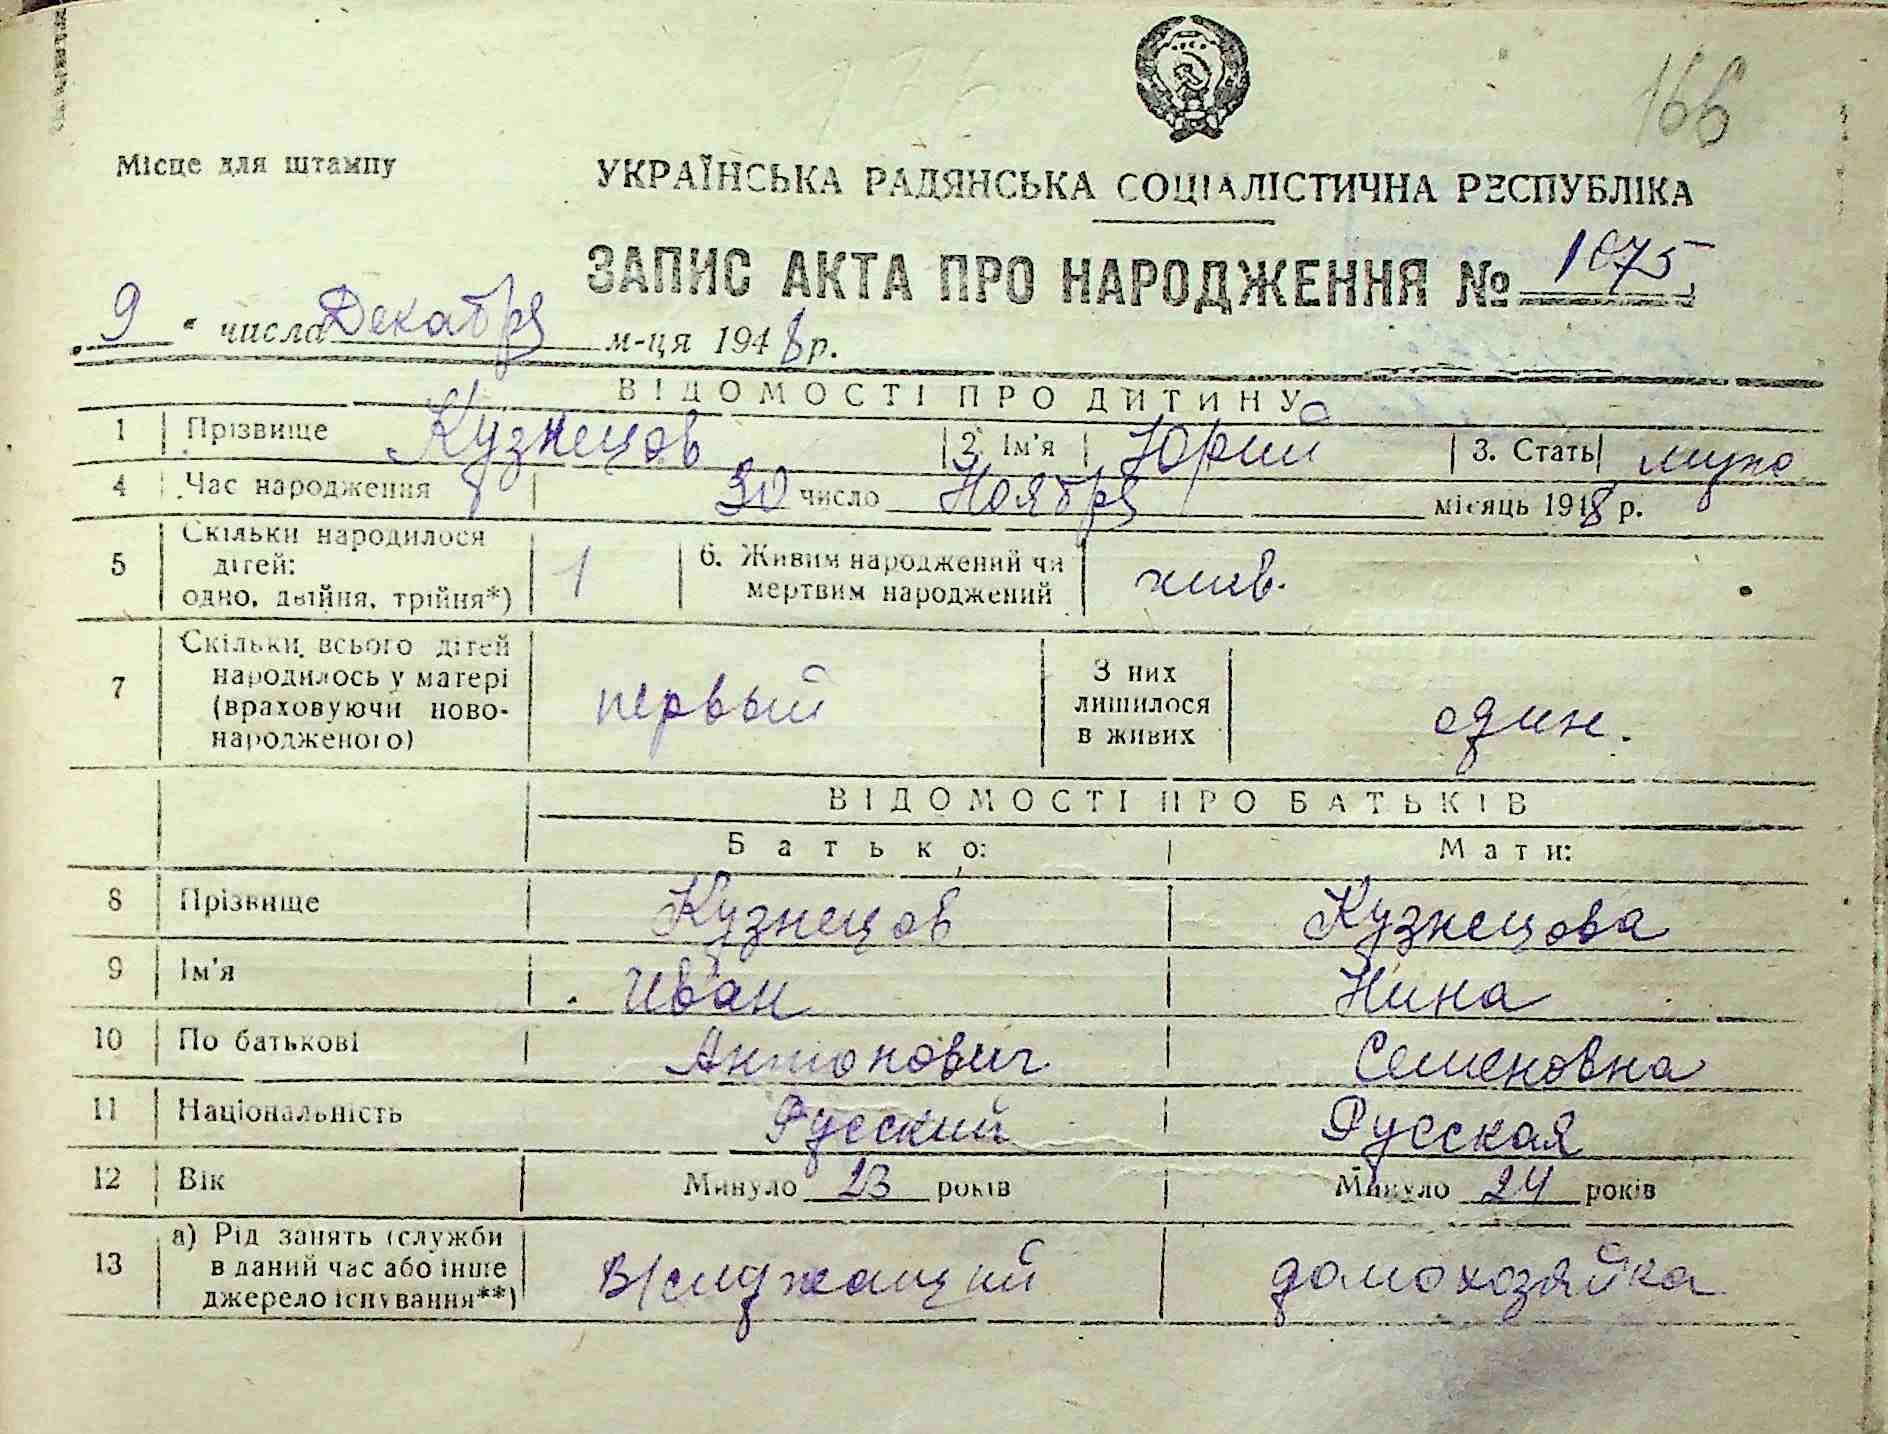 166
Місце для штампу
УКРАЇНСЬКА РАДЯНСЬКА СОЦІАЛІСТИЧНА РЕСПУБЛІКА
ЗАПИС АКТА ПРО НАРОДЖЕННЯ № 1075
„9“ числа Декабря м-ця 1948 р.
ВІДОМОСТІ ПРО ДИТИНУ
1 Прізвище Кузнецов 2. Ім'я Юрий 3. Стать муж
4 Час народження 30 число Ноября місяць 1948 р.
5 Скільки народилося дітей: одно, двійня, трійня*) 1 6. Живим народжений чи мертвим народжений жив.
7 Скільки всього дітей народилось у матері (враховуючи новонародженого) первый З них лишилося в живих один.
ВІДОМОСТІ ПРО БАТЬКІВ
Батько: Мати:
8 Прізвище Кузнецов Кузнецова
9 Ім'я Иван Нина
10 По батькові Антонович Семеновна
11 Національність Русский Русская
12 Вік Минуло 23 років Минуло 24 років
13 а) Рід занять (служби в даний час або інше джерело існування**) В/служащий домохозяйка